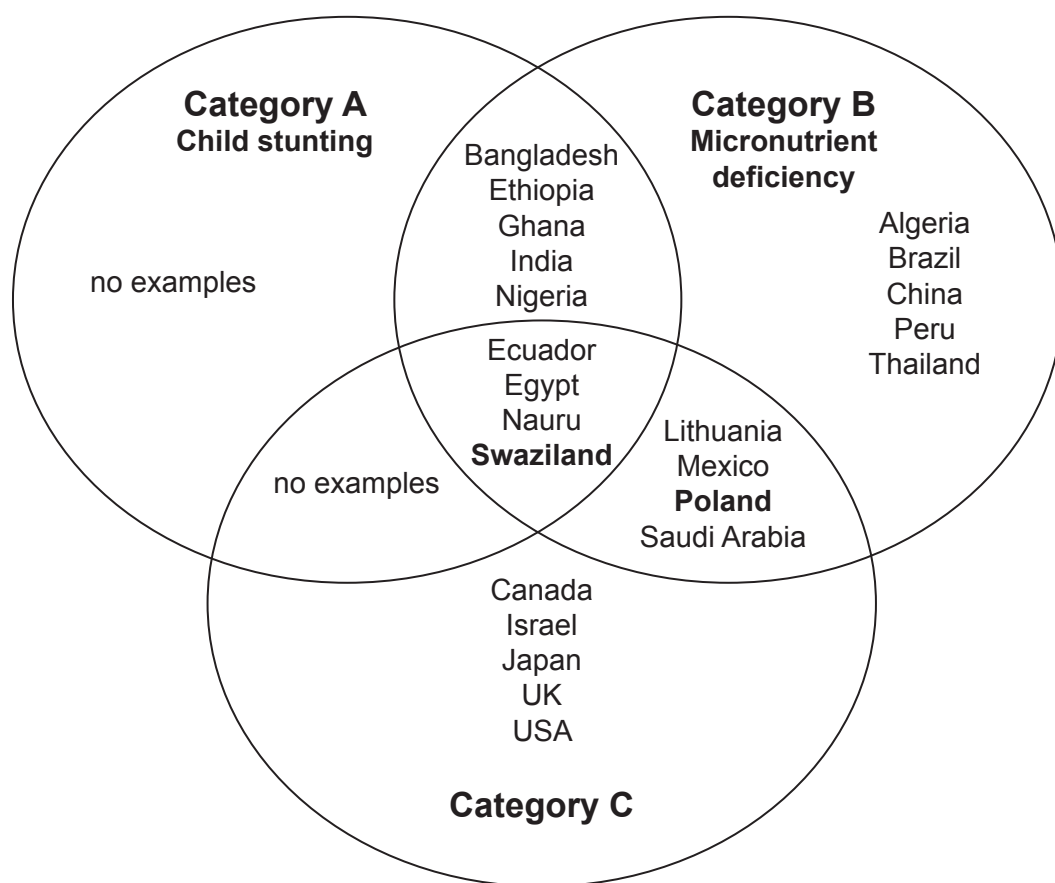 Category A
Child stunting
no examples
Bangladesh
Ethiopia
Ghana
India
Nigeria
Category B
Micronutrient
deficiency
Algeria
Brazil
China
Peru
Thailand
Ecuador
Egypt
Nauru
Swaziland
no examples
Lithuania
Mexico
Poland
Saudi Arabia
Canada
Israel
Japan
UK
USA
Category C